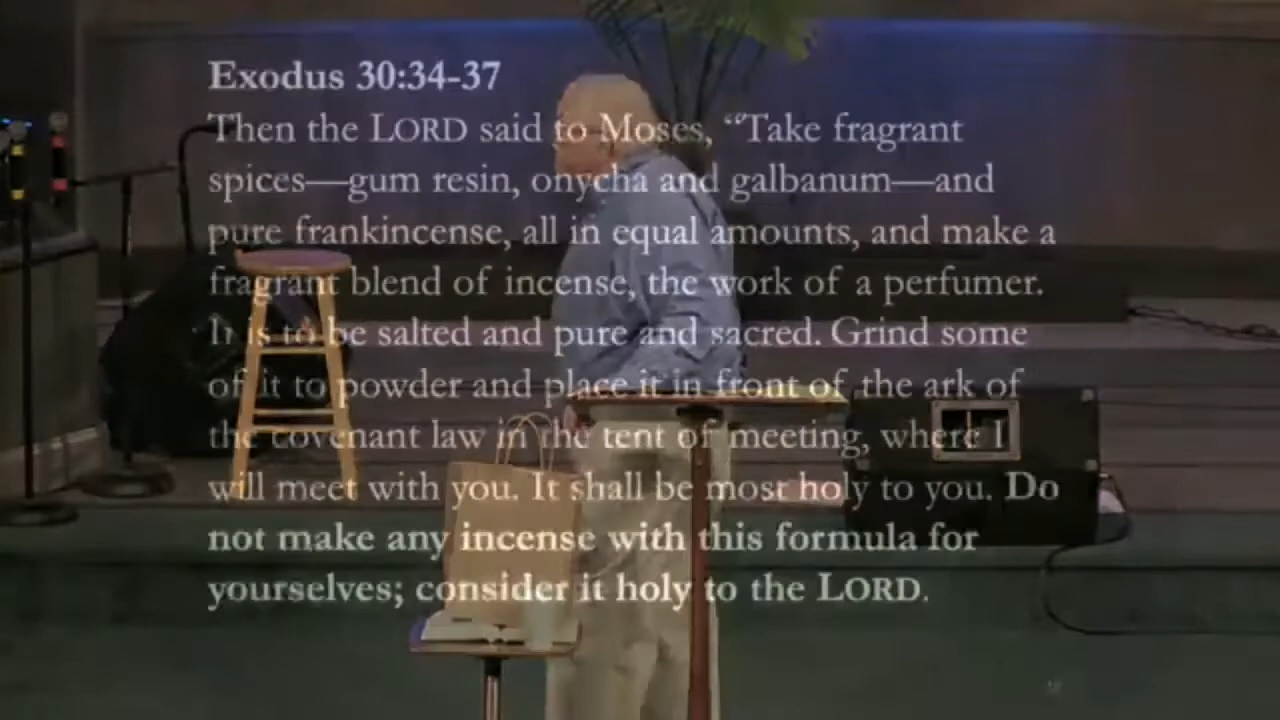 Exodus 30:34-37
Then the LORD said to Moses, “Take fragrant
spices—gum resin, onycha and galbanum—and
pure frankincense, all in equal amounts, and make a
fragrant blend of incense, the work of a perfumer.
It is to be salted and pure and sacred. Grind some
of it to powder and place it in front of the ark of
the covenant law in the tent of meeting, where I
will meet with you. It shall be most holy to you. Do
not make any incense with this formula for
yourselves; consider it holy to the LORD.